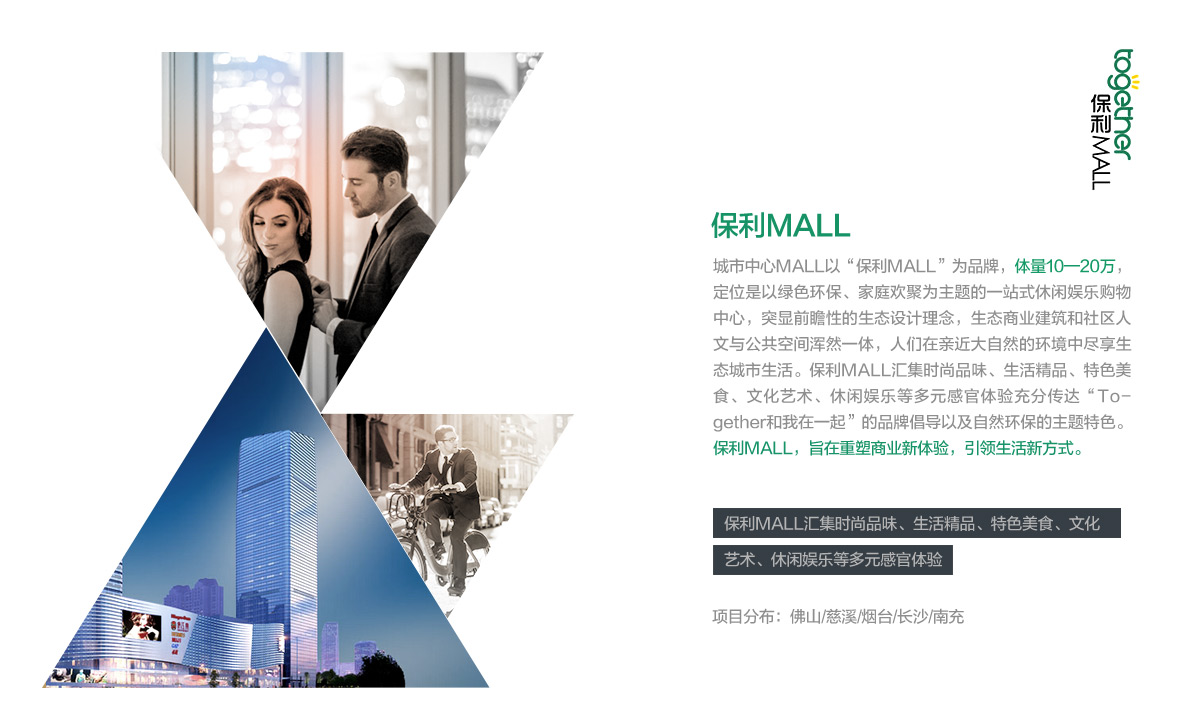 together
保利MALL
保利MALL
城市中心MALL以“保利MALL”为品牌，体量10—20万，
定位是以绿色环保、家庭欢聚为主题的一站式休闲娱乐购物
中心，突显前瞻性的生态设计理念，生态商业建筑和社区人
文与公共空间浑然一体，人们在亲近大自然的环境中尽享生
态城市生活。保利MALL汇集时尚品味、生活精品、特色美
食、文化艺术、休闲娱乐等多元感官体验充分传达“To-
gether和我在一起”的品牌倡导以及自然环保的主题特色。
保利MALL，旨在重塑商业新体验，引领生活新方式。
保利MALL汇集时尚品味、生活精品、特色美食、文化
艺术、休闲娱乐等多元感官体验
项目分布：佛山/慈溪/烟台/长沙/南充